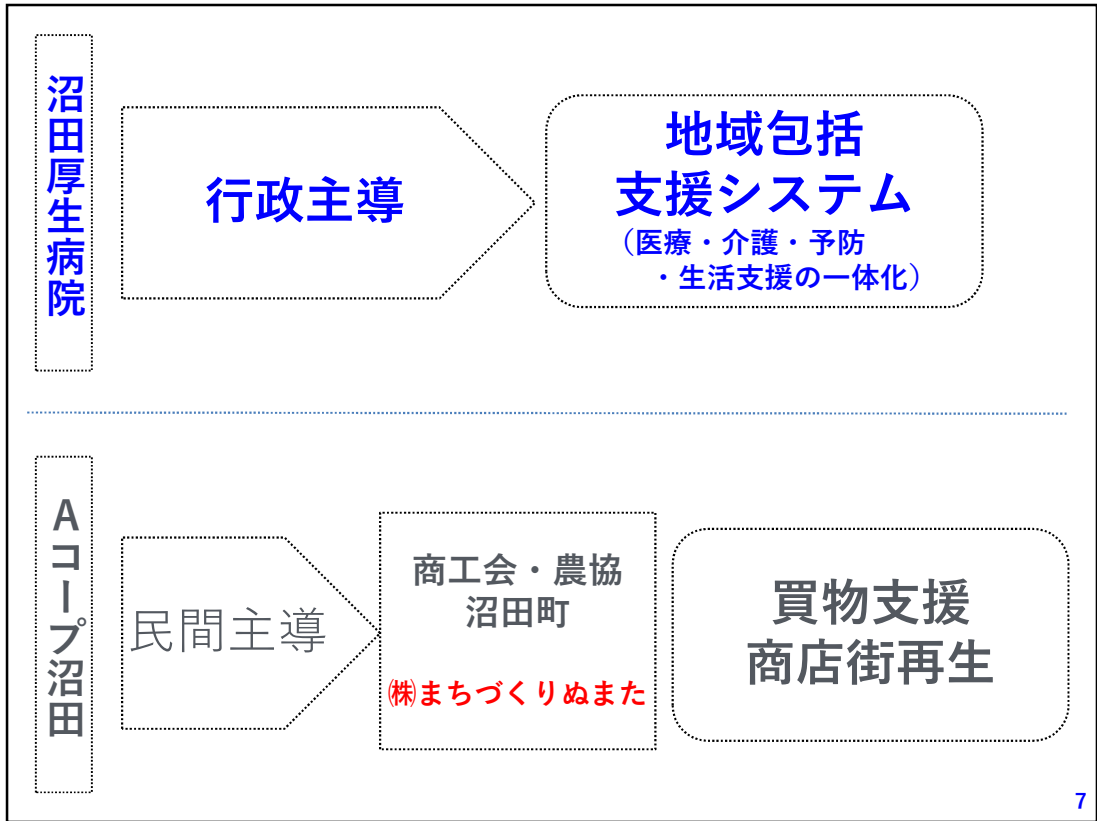 沼田厚生病院
行政主導
地域包括
支援システム
（医療・介護・予防
・生活支援の一体化）
Aコープ沼田
民間主導
商工会・農協
沼田町
㈱まちづくりぬまた
買物支援
商店街再生
7